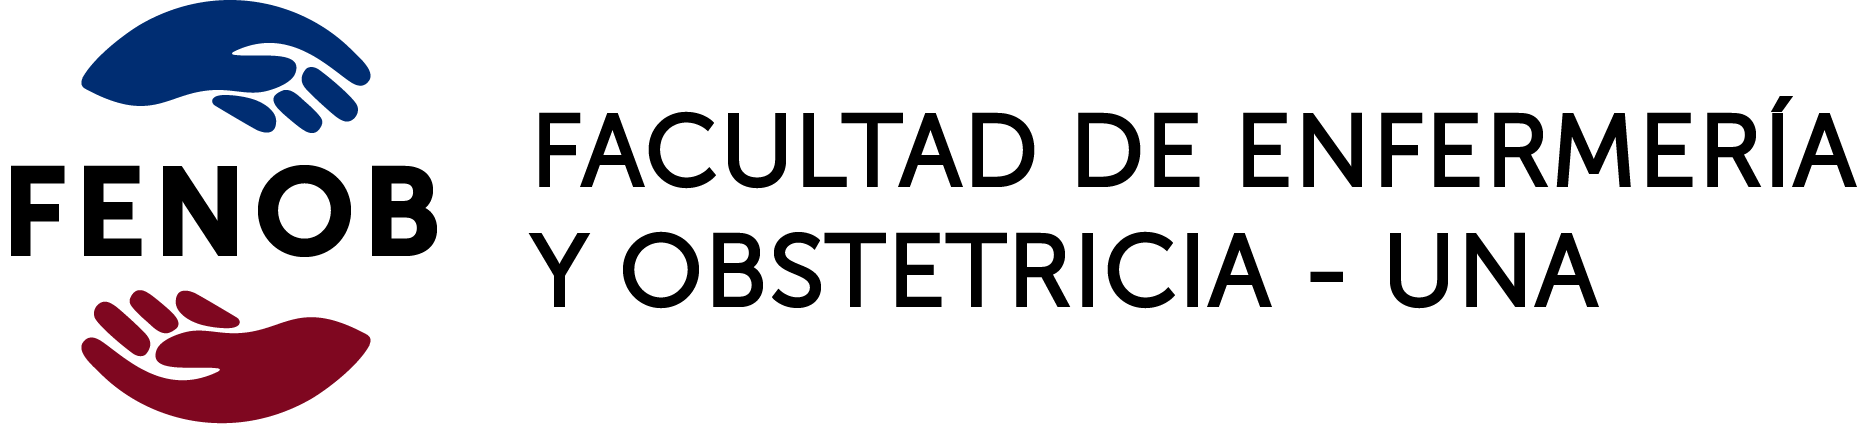 FENOB
FACULTAD DE ENFERMERÍA
Y OBSTETRICIA - UNA